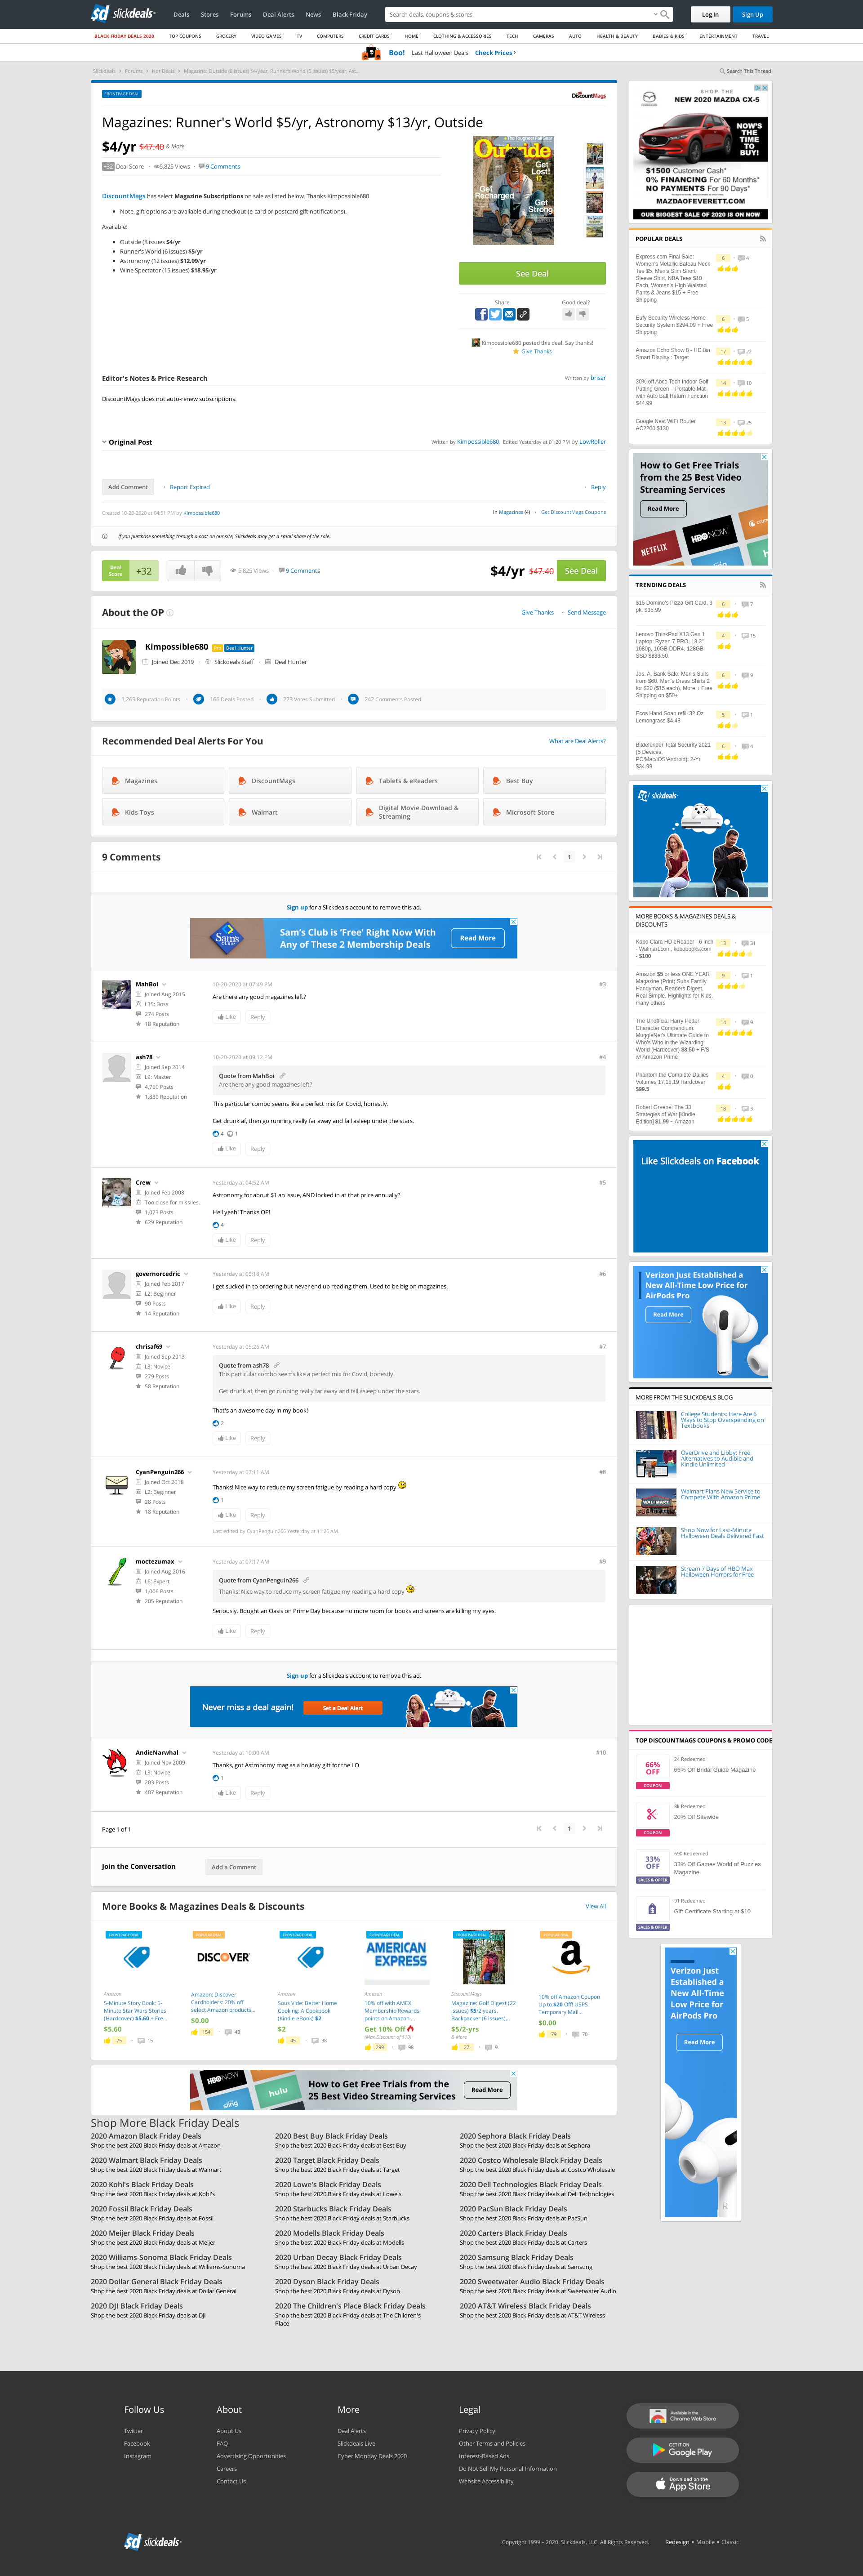 slickdeals
Deals Stores Forums Deal Alerts News Black Friday
Search deals, coupons & stores
Log In Sign Up
BLACK FRIDAY DEALS 2020 TOP COUPONS GROCERY VIDEO GAMES TV COMPUTERS CREDIT CARDS HOME CLOTHING & ACCESSORIES TECH CAMERAS AUTO HEALTH & BEAUTY BABIES & KIDS ENTERTAINMENT TRAVEL
Boo! Last Halloween Deals Check Prices
Slickdeals Forums Hot Deals Magazines: Outside (8 issues) $4/year, Runner's World (6 issues) $5/year, Ast...
Search This Thread
FRONTPAGE DEAL
DiscountMags
Magazines: Runner's World $5/yr, Astronomy $13/yr, Outside
$4/yr $47.40 & More
+32 Deal Score 5,825 Views 9 Comments
DiscountMags has select Magazine Subscriptions on sale as listed below. Thanks Kimpossible680
Note, gift options are available during checkout (e-card or postcard gift notifications).
Available:
Outside (8 issues $4/yr
Runner's World (6 issues) $5/yr
Astronomy (12 issues) $12.99/yr
Wine Spectator (15 issues) $18.95/yr
Outside
Get Lost!
Get Recharged
Get Strong
See Deal
Share Good deal?
Kimpossible680 posted this deal. Say thanks!
Give Thanks
Editor's Notes & Price Research
Written by brisar
DiscountMags does not auto-renew subscriptions.
Original Post
Written by Kimpossible680 Edited Yesterday at 01:20 PM by LowRoller
Add Comment Report Expired
Reply
Created 10-20-2020 at 04:51 PM by Kimpossible680
in Magazines (4) Get DiscountMags Coupons
If you purchase something through a post on our site, Slickdeals may get a small share of the sale.
Deal Score +32
5,825 Views 9 Comments
$4/yr $47.40 See Deal
About the OP
Give Thanks Send Message
Kimpossible680 Pro Deal Hunter
Joined Dec 2019 Slickdeals Staff Deal Hunter
1,269 Reputation Points 166 Deals Posted 223 Votes Submitted 242 Comments Posted
Recommended Deal Alerts For You
What are Deal Alerts?
Magazines DiscountMags Tablets & eReaders Best Buy
Kids Toys Walmart Digital Movie Download & Streaming Microsoft Store
9 Comments
1
Sign up for a Slickdeals account to remove this ad.
Sam's Club
Sam's Club is 'Free' Right Now With
Any of These 2 Membership Deals
Read More
MahBoi
Joined Aug 2015
L35: Boss
274 Posts
18 Reputation
10-20-2020 at 07:49 PM
#3
Are there any good magazines left?
Like Reply
ash78
Joined Sep 2014
L9: Master
4,760 Posts
1,830 Reputation
10-20-2020 at 09:12 PM
#4
Quote from MahBoi
Are there any good magazines left?
This particular combo seems like a perfect mix for Covid, honestly.
Get drunk af, then go running really far away and fall asleep under the stars.
4 1
Like Reply
Crew
Joined Feb 2008
Too close for missiles.
1,073 Posts
629 Reputation
Yesterday at 04:52 AM
#5
Astronomy for about $1 an issue, AND locked in at that price annually?
Hell yeah! Thanks OP!
4
Like Reply
governorcedric
Joined Feb 2017
L2: Beginner
90 Posts
14 Reputation
Yesterday at 05:18 AM
#6
I get sucked in to ordering but never end up reading them. Used to be big on magazines.
Like Reply
chrisaf69
Joined Sep 2013
L3: Novice
279 Posts
58 Reputation
Yesterday at 05:26 AM
#7
Quote from ash78
This particular combo seems like a perfect mix for Covid, honestly.
Get drunk af, then go running really far away and fall asleep under the stars.
That's an awesome day in my book!
2
Like Reply
CyanPenguin266
Joined Oct 2018
L2: Beginner
28 Posts
18 Reputation
Yesterday at 07:11 AM
#8
Thanks! Nice way to reduce my screen fatigue by reading a hard copy
1
Like Reply
Last edited by CyanPenguin266 Yesterday at 11:26 AM.
moctezumax
Joined Aug 2016
L6: Expert
1,006 Posts
205 Reputation
Yesterday at 07:17 AM
#9
Quote from CyanPenguin266
Thanks! Nice way to reduce my screen fatigue my reading a hard copy
Seriously. Bought an Oasis on Prime Day because no more room for books and screens are killing my eyes.
Like Reply
Sign up for a Slickdeals account to remove this ad.
Never miss a deal again! Set a Deal Alert
AndieNarwhal
Joined Nov 2009
L3: Novice
203 Posts
407 Reputation
Yesterday at 10:00 AM
#10
Thanks, got Astronomy mag as a holiday gift for the LO
1
Like Reply
Page 1 of 1
1
Join the Conversation Add a Comment
More Books & Magazines Deals & Discounts
View All
FRONTPAGE DEAL
Amazon
5-Minute Story Book: 5-Minute Star Wars Stories (Hardcover) $5.60 + Fre...
$5.60
75 15
POPULAR DEAL
DISCOVER
Amazon: Discover Cardholders: 20% off select Amazon products...
$0.00
154 43
FRONTPAGE DEAL
Amazon
Sous Vide: Better Home Cooking: A Cookbook (Kindle eBook) $2
$2
45 38
FRONTPAGE DEAL
AMERICAN EXPRESS
Amazon
10% off with AMEX Membership Rewards points on Amazon...
Get 10% Off
(Max Discount of $10)
299 98
FRONTPAGE DEAL
DiscountMags
Magazine: Golf Digest (22 issues) $5/2 years, Backpacker (6 issues)...
$5/2-yrs
& More
27 9
POPULAR DEAL
10% off Amazon Coupon Up to $20 Off! USPS Temporary Mail...
$0.00
79 70
hulu
sling
HBO NOW
How to Get Free Trials from the
25 Best Video Streaming Services
Read More
Shop More Black Friday Deals
2020 Amazon Black Friday Deals
Shop the best 2020 Black Friday deals at Amazon
2020 Best Buy Black Friday Deals
Shop the best 2020 Black Friday deals at Best Buy
2020 Sephora Black Friday Deals
Shop the best 2020 Black Friday deals at Sephora
2020 Walmart Black Friday Deals
Shop the best 2020 Black Friday deals at Walmart
2020 Target Black Friday Deals
Shop the best 2020 Black Friday deals at Target
2020 Costco Wholesale Black Friday Deals
Shop the best 2020 Black Friday deals at Costco Wholesale
2020 Kohl's Black Friday Deals
Shop the best 2020 Black Friday deals at Kohl's
2020 Lowe's Black Friday Deals
Shop the best 2020 Black Friday deals at Lowe's
2020 Dell Technologies Black Friday Deals
Shop the best 2020 Black Friday deals at Dell Technologies
2020 Fossil Black Friday Deals
Shop the best 2020 Black Friday deals at Fossil
2020 Starbucks Black Friday Deals
Shop the best 2020 Black Friday deals at Starbucks
2020 PacSun Black Friday Deals
Shop the best 2020 Black Friday deals at PacSun
2020 Meijer Black Friday Deals
Shop the best 2020 Black Friday deals at Meijer
2020 Modells Black Friday Deals
Shop the best 2020 Black Friday deals at Modells
2020 Carters Black Friday Deals
Shop the best 2020 Black Friday deals at Carters
2020 Williams-Sonoma Black Friday Deals
Shop the best 2020 Black Friday deals at Williams-Sonoma
2020 Urban Decay Black Friday Deals
Shop the best 2020 Black Friday deals at Urban Decay
2020 Samsung Black Friday Deals
Shop the best 2020 Black Friday deals at Samsung
2020 Dollar General Black Friday Deals
Shop the best 2020 Black Friday deals at Dollar General
2020 Dyson Black Friday Deals
Shop the best 2020 Black Friday deals at Dyson
2020 Sweetwater Audio Black Friday Deals
Shop the best 2020 Black Friday deals at Sweetwater Audio
2020 DJI Black Friday Deals
Shop the best 2020 Black Friday deals at DJI
2020 The Children's Place Black Friday Deals
Shop the best 2020 Black Friday deals at The Children's Place
2020 AT&T Wireless Black Friday Deals
Shop the best 2020 Black Friday deals at AT&T Wireless
SHOP THE
NEW 2020 MAZDA CX-5
NOW'S THE TIME TO BUY!
$1500 Customer Cash*
0% FINANCING For 60 Months*
NO PAYMENTS For 90 Days*
MAZDAOFEVERETT.COM
OUR BIGGEST SALE OF 2020 IS NOW
POPULAR DEALS
Express.com Final Sale: Women's Metallic Bateau Neck Tee $5, Men's Slim Short Sleeve Shirt, NBA Tees $10 Each, Women's High Waisted Pants & Jeans $15 + Free Shipping
6 4
Eufy Security Wireless Home Security System $294.09 + Free Shipping
6 5
Amazon Echo Show 8 - HD 8in Smart Display : Target
17 22
30% off Abco Tech Indoor Golf Putting Green – Portable Mat with Auto Ball Return Function $44.99
14 10
Google Nest WIFI Router AC2200 $130
13 25
How to Get Free Trials
from the 25 Best Video
Streaming Services
Read More
NETFLIX HBO NOW
TRENDING DEALS
$15 Domino's Pizza Gift Card, 3 pk. $35.99
6 7
Lenovo ThinkPad X13 Gen 1 Laptop: Ryzen 7 PRO, 13.3" 1080p, 16GB DDR4, 128GB SSD $833.50
4 15
Jos. A. Bank Sale: Men's Suits from $60, Men's Dress Shirts 2 for $30 ($15 each), More + Free Shipping on $50+
6 9
Ecos Hand Soap refill 32 Oz Lemongrass $4.48
5 1
Bitdefender Total Security 2021 (5 Devices, PC/Mac/iOS/Android): 2-Yr $34.99
6 4
slickdeals
MORE BOOKS & MAGAZINES DEALS & DISCOUNTS
Kobo Clara HD eReader - 6 inch - Walmart.com, kobobooks.com - $100
13 31
Amazon $5 or less ONE YEAR Magazine (Print) Subs Family Handyman, Readers Digest, Real Simple, Highlights for Kids, many others
9 1
The Unofficial Harry Potter Character Compendium: MuggleNet's Ultimate Guide to Who's Who in the Wizarding World (Hardcover) $8.50 + F/S w/ Amazon Prime
14 9
Phantom the Complete Dailies Volumes 17,18,19 Hardcover $99.5
4 0
Robert Greene: The 33 Strategies of War [Kindle Edition] $1.99 ~ Amazon
18 3
Like Slickdeals on Facebook
Verizon Just Established a
New All-Time Low Price for
AirPods Pro
Read More
MORE FROM THE SLICKDEALS BLOG
College Students: Here Are 6 Ways to Stop Overspending on Textbooks
OverDrive and Libby: Free Alternatives to Audible and Kindle Unlimited
Walmart Plans New Service to Compete With Amazon Prime
Shop Now for Last-Minute Halloween Deals Delivered Fast
Stream 7 Days of HBO Max Halloween Horrors for Free
TOP DISCOUNTMAGS COUPONS & PROMO CODE
66% OFF COUPON
24 Redeemed
66% Off Bridal Guide Magazine
COUPON
8k Redeemed
20% Off Sitewide
33% OFF SALES & OFFER
690 Redeemed
33% Off Games World of Puzzles Magazine
SALES & OFFER
91 Redeemed
Gift Certificate Starting at $10
Verizon Just
Established a
New All-Time
Low Price for
AirPods Pro
Read More
Follow Us
Twitter
Facebook
Instagram
About
About Us
FAQ
Advertising Opportunities
Careers
Contact Us
More
Deal Alerts
Slickdeals Live
Cyber Monday Deals 2020
Legal
Privacy Policy
Other Terms and Policies
Interest-Based Ads
Do Not Sell My Personal Information
Website Accessibility
Available in the Chrome Web Store
GET IT ON Google Play
Download on the App Store
slickdeals
Copyright 1999 – 2020. Slickdeals, LLC. All Rights Reserved. Redesign • Mobile • Classic